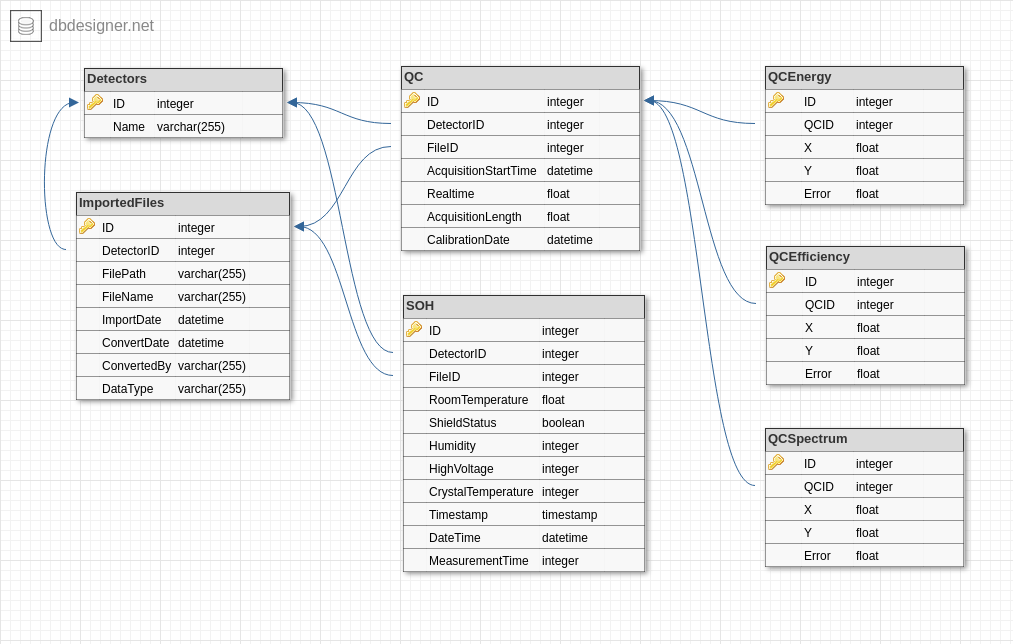 dbdesigner.net
Detectors
ID integer
Name varchar(255)
ImportedFiles
ID integer
DetectorID integer
FilePath varchar(255)
FileName varchar(255)
ImportDate datetime
ConvertDate datetime
ConvertedBy varchar(255)
DataType varchar(255)
QC
ID integer
DetectorID integer
FileID integer
AcquisitionStartTime datetime
Realtime float
AcquisitionLength float
CalibrationDate datetime
SOH
ID integer
DetectorID integer
FileID integer
RoomTemperature float
ShieldStatus boolean
Humidity integer
HighVoltage integer
CrystalTemperature integer
Timestamp timestamp
DateTime datetime
MeasurementTime integer
QCEnergy
ID integer
QCID integer
X float
Y float
Error float
QCEfficiency
ID integer
QCID integer
X float
Y float
Error float
QCSpectrum
ID integer
QCID integer
X float
Y float
Error float